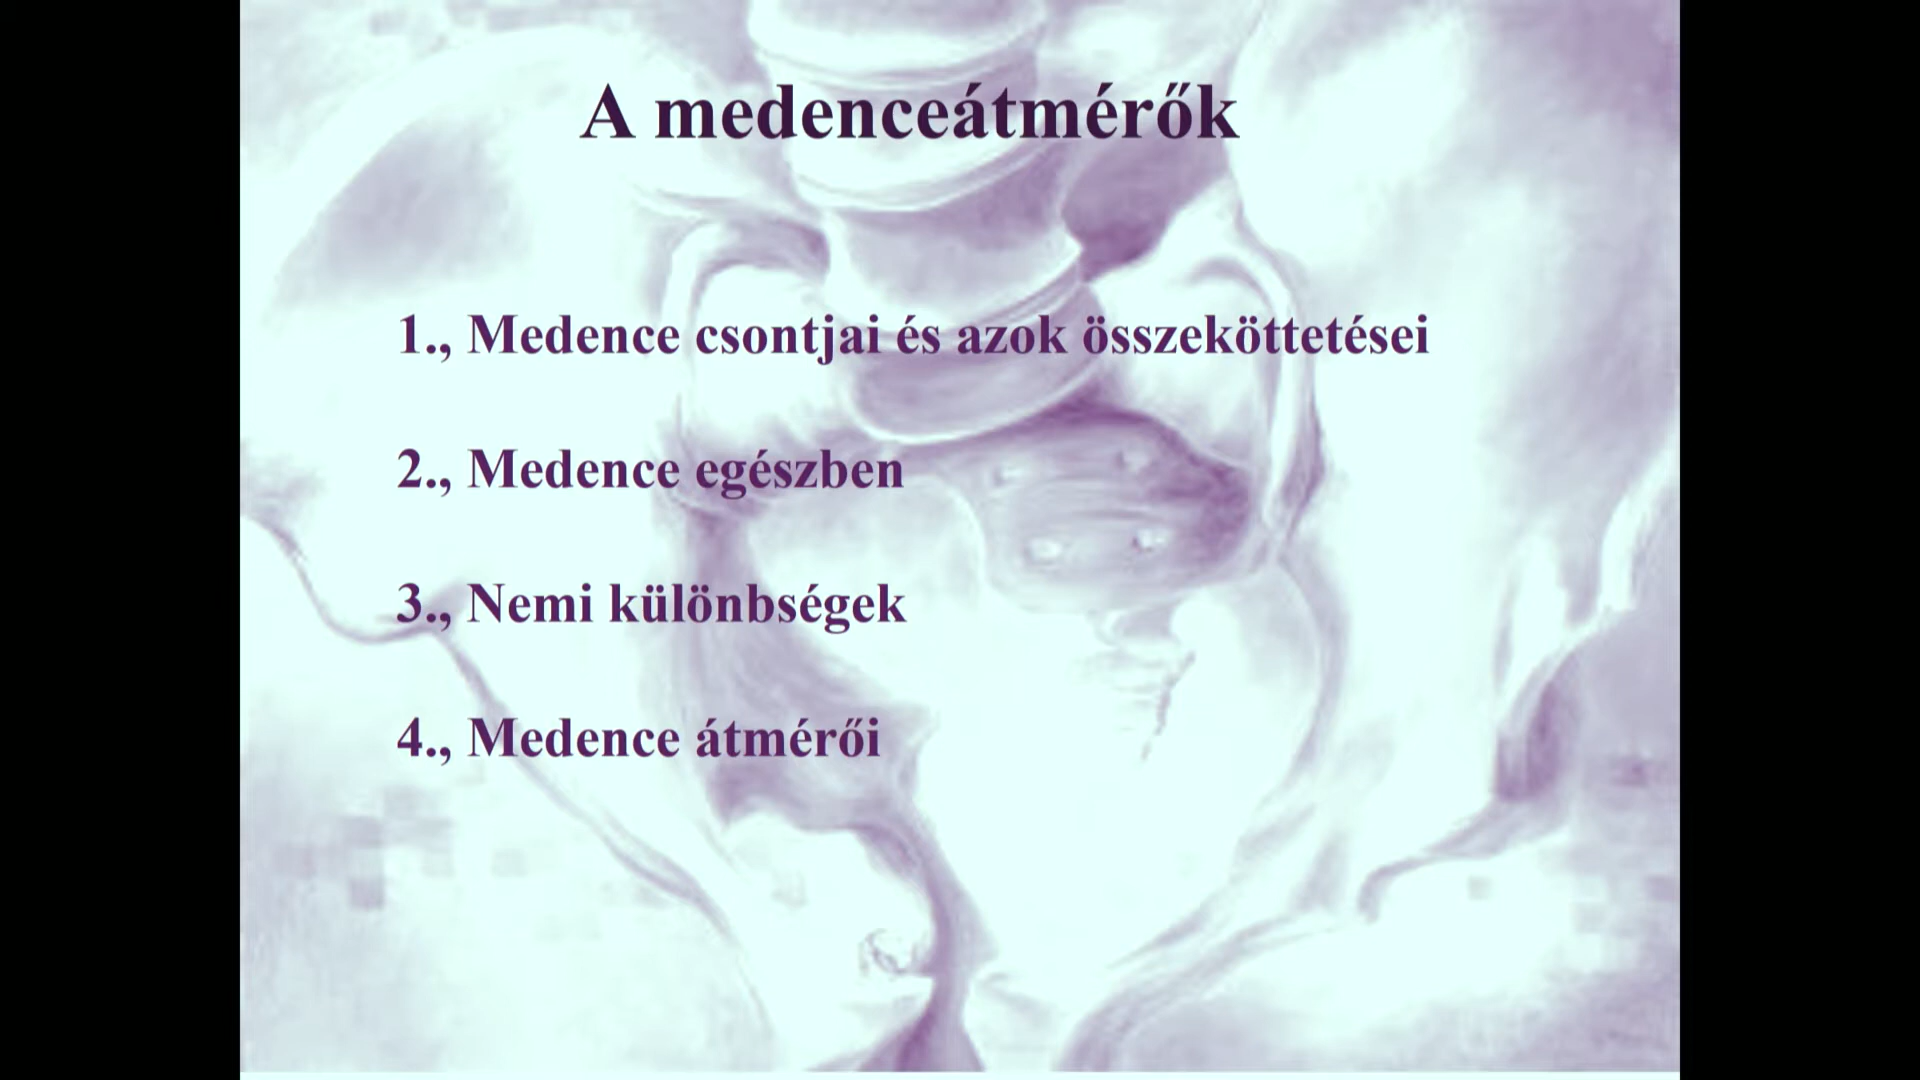 A medenceátmérők
1., Medence csontjai és azok összeköttetései
2., Medence egészben
3., Nemi különbségek
4., Medence átmérői